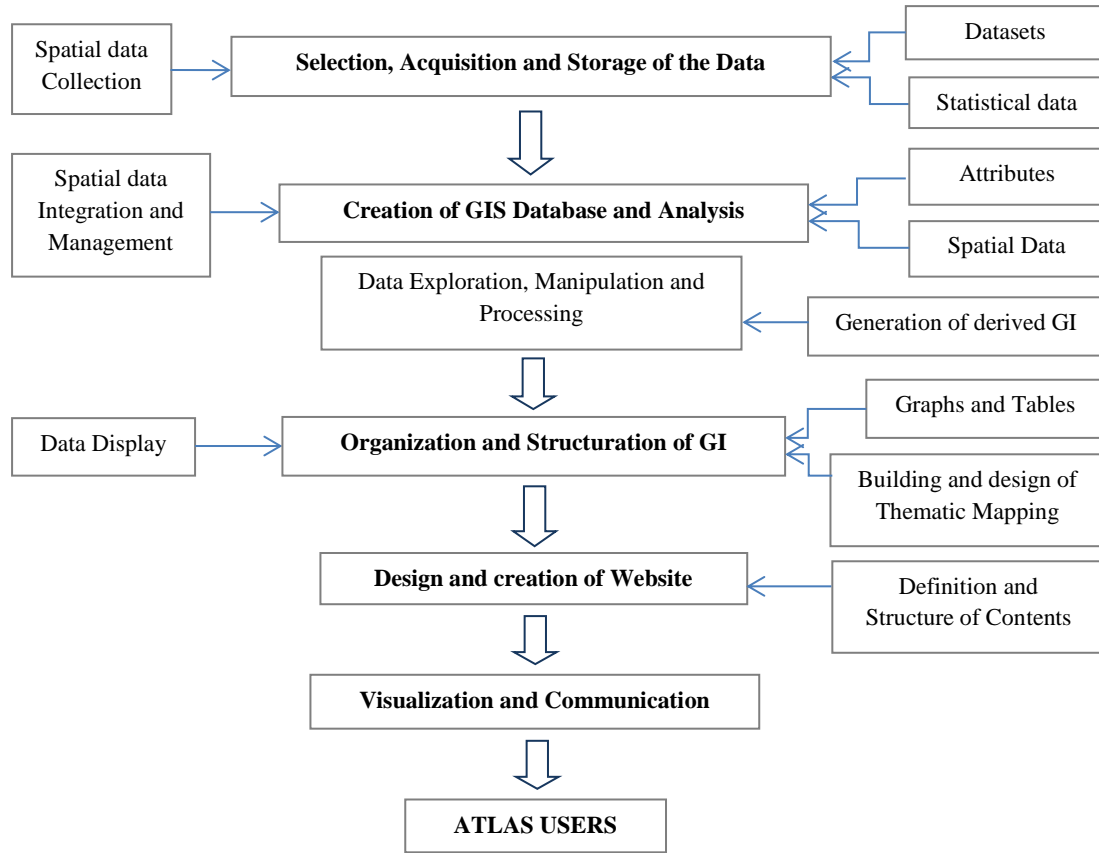 Spatial data
Collection
Selection, Acquisition and Storage of the Data
Datasets
Statistical data
Spatial data
Integration and
Management
Creation of GIS Database and Analysis
Attributes
Spatial Data
Data Exploration, Manipulation and
Processing
Generation of derived GI
Data Display
Organization and Structuration of GI
Graphs and Tables
Building and design of
Thematic Mapping
Design and creation of Website
Definition and
Structure of Contents
Visualization and Communication
ATLAS USERS